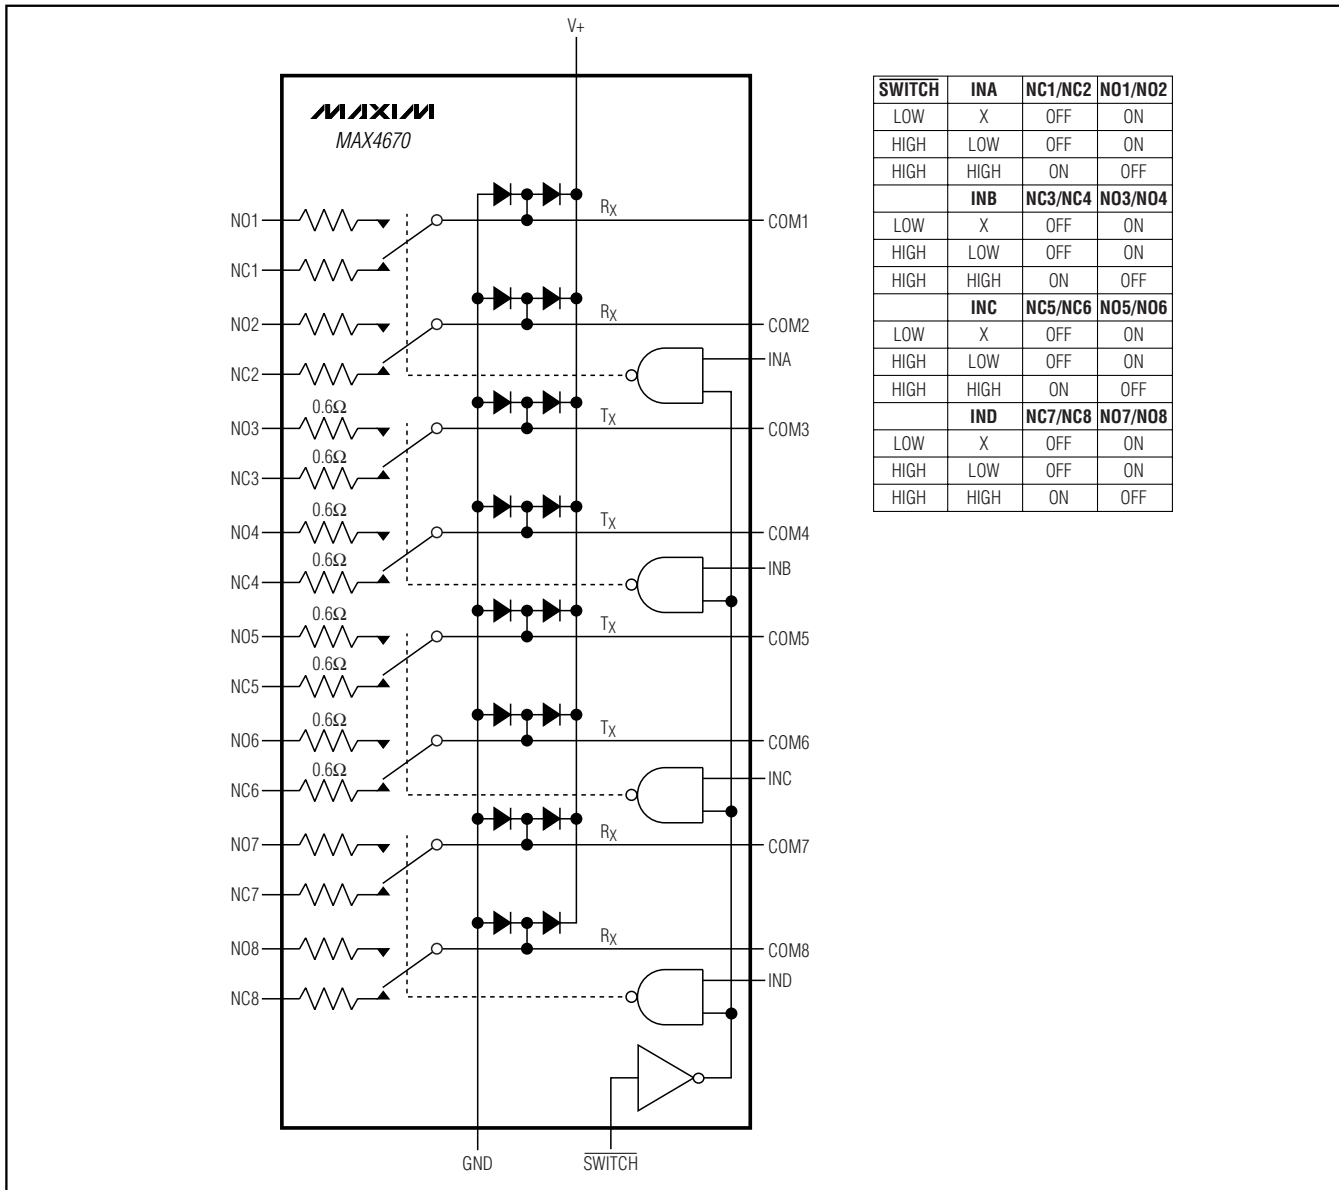 V+
MAXIM
MAX4670
NO1
RX
COM1
NC1
NO2
RX
COM2
INA
NC2
0.6Ω
NO3
TX
COM3
0.6Ω
NC3
0.6Ω
NO4
TX
COM4
0.6Ω
INB
NC4
0.6Ω
NO5
TX
COM5
0.6Ω
NC5
0.6Ω
NO6
TX
COM6
0.6Ω
INC
NC6
NO7
RX
COM7
NC7
NO8
RX
COM8
IND
NC8
GND
SWITCH
SWITCH INA NC1/NC2 NO1/NO2
LOW X OFF ON
HIGH LOW OFF ON
HIGH HIGH ON OFF
INB NC3/NC4 NO3/NO4
LOW X OFF ON
HIGH LOW OFF ON
HIGH HIGH ON OFF
INC NC5/NC6 NO5/NO6
LOW X OFF ON
HIGH LOW OFF ON
HIGH HIGH ON OFF
IND NC7/NC8 NO7/NO8
LOW X OFF ON
HIGH LOW OFF ON
HIGH HIGH ON OFF